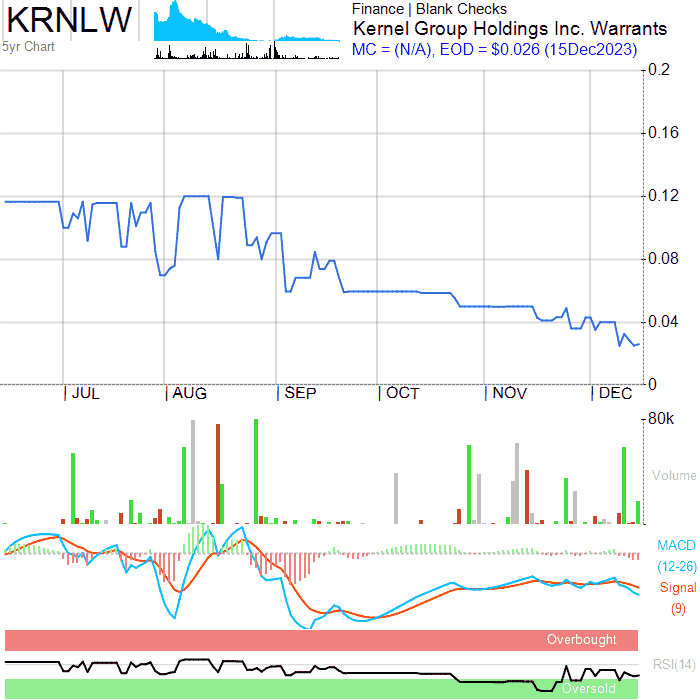 KRNLW
5yr Chart
Finance | Blank Checks
Kernel Group Holdings Inc. Warrants
MC = (N/A), EOD = $0.026 (15Dec2023)
0.2
0.16
0.12
0.08
0.04
0
JUL AUG SEP OCT NOV DEC
80k
Volume
MACD
(12-26)
Signal
(9)
Overbought
RSI(14)
Oversold